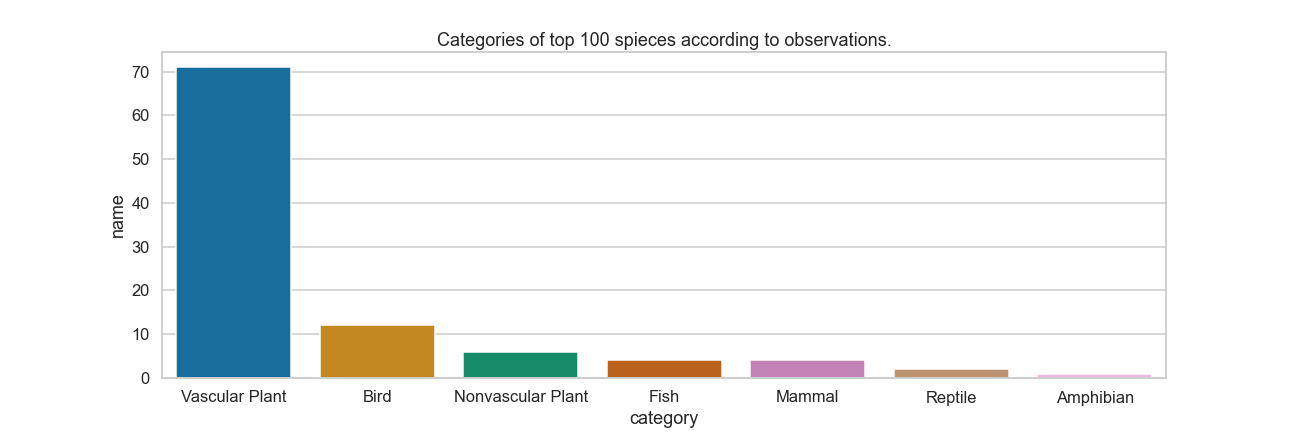 Categories of top 100 spieces according to observations.
70
60
50
40
30
20
10
0
name
Vascular Plant
Bird
Nonvascular Plant
Fish
Mammal
Reptile
Amphibian
category